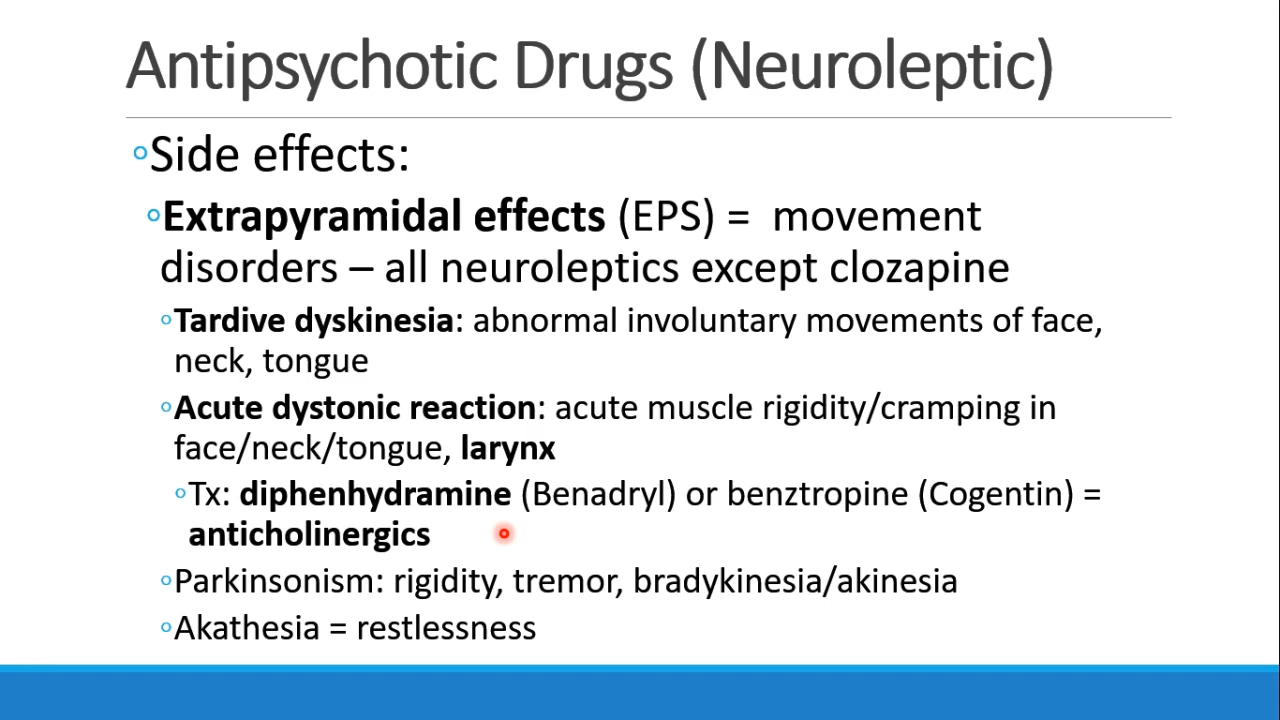 Antipsychotic Drugs (Neuroleptic)
◦Side effects:
◦Extrapyramidal effects (EPS) =  movement
disorders – all neuroleptics except clozapine
◦Tardive dyskinesia: abnormal involuntary movements of face,
neck, tongue
◦Acute dystonic reaction: acute muscle rigidity/cramping in
face/neck/tongue, larynx
◦Tx: diphenhydramine (Benadryl) or benztropine (Cogentin) =
anticholinergics
◦Parkinsonism: rigidity, tremor, bradykinesia/akinesia
◦Akathesia = restlessness